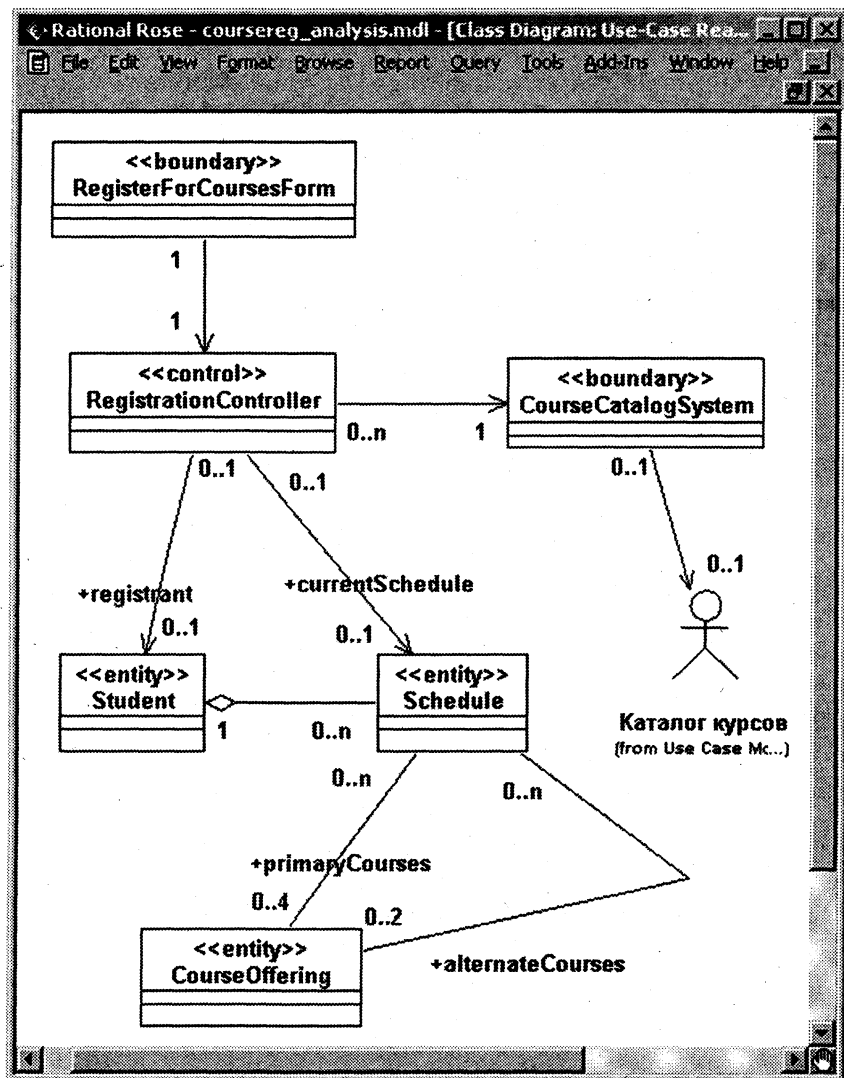 Rational Rose - coursereg_analysis.mdl - [Class Diagram: Use-Case Rea...
File Edit View Format Browse Report Query Tools Add-Ins Window Help
<<boundary>>
RegisterForCoursesForm
1
1
<<control>>
RegistrationController
<<boundary>>
CourseCatalogSystem
0..n
1
0..1
0..1
0..1
+registrant
+currentSchedule
0..1
0..1
0..1
<<entity>>
Student
<<entity>>
Schedule
1
0..n
Каталог курсов
(from Use Case Mo...)
0..n
0..n
+primaryCourses
0..4
0..2
<<entity>>
CourseOffering
+alternateCourses